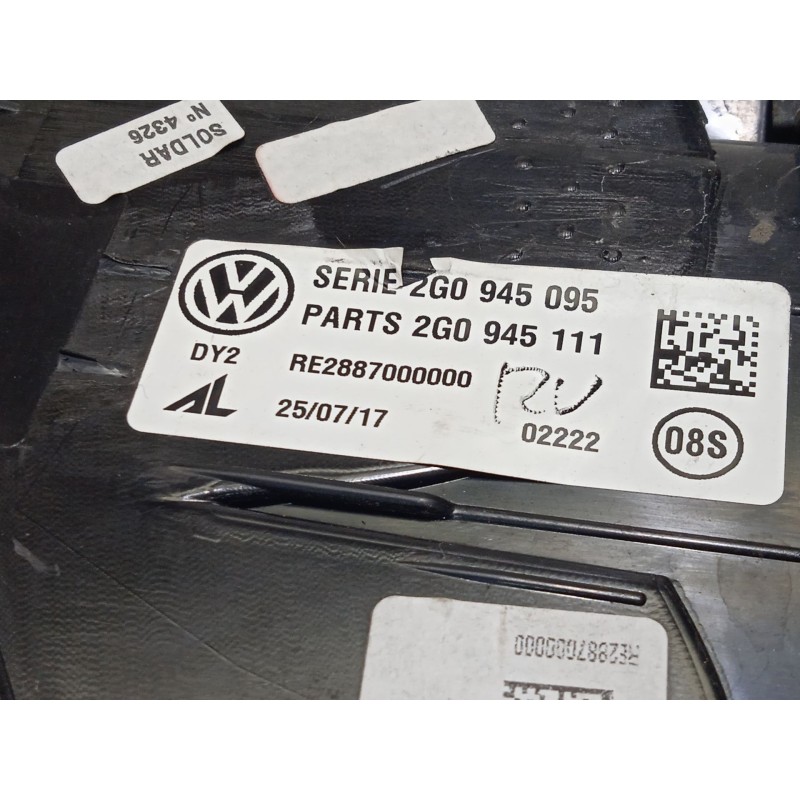 SOLDAR
Nº 4326
SERIE 2G0 945 095
PARTS 2G0 945 111
DY2
RE2887000000
AL
25/07/17
RU
02222
08S
RE2887000000